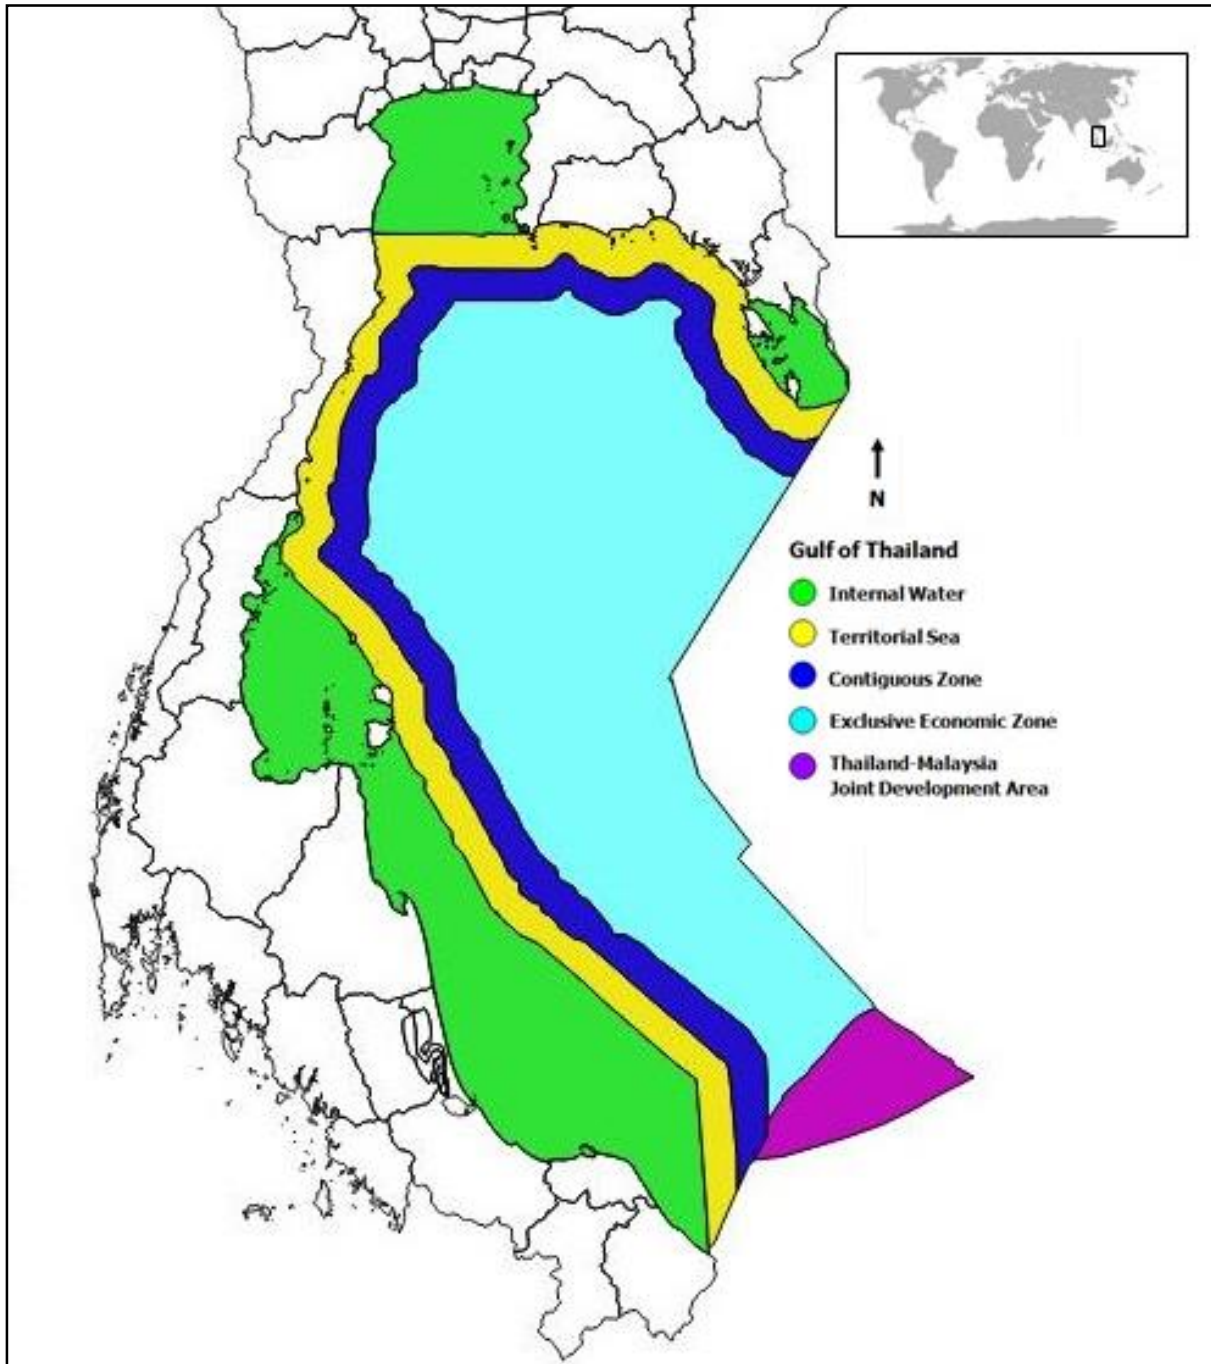 N
Gulf of Thailand
Internal Water
Territorial Sea
Contiguous Zone
Exclusive Economic Zone
Thailand-Malaysia
Joint Development Area